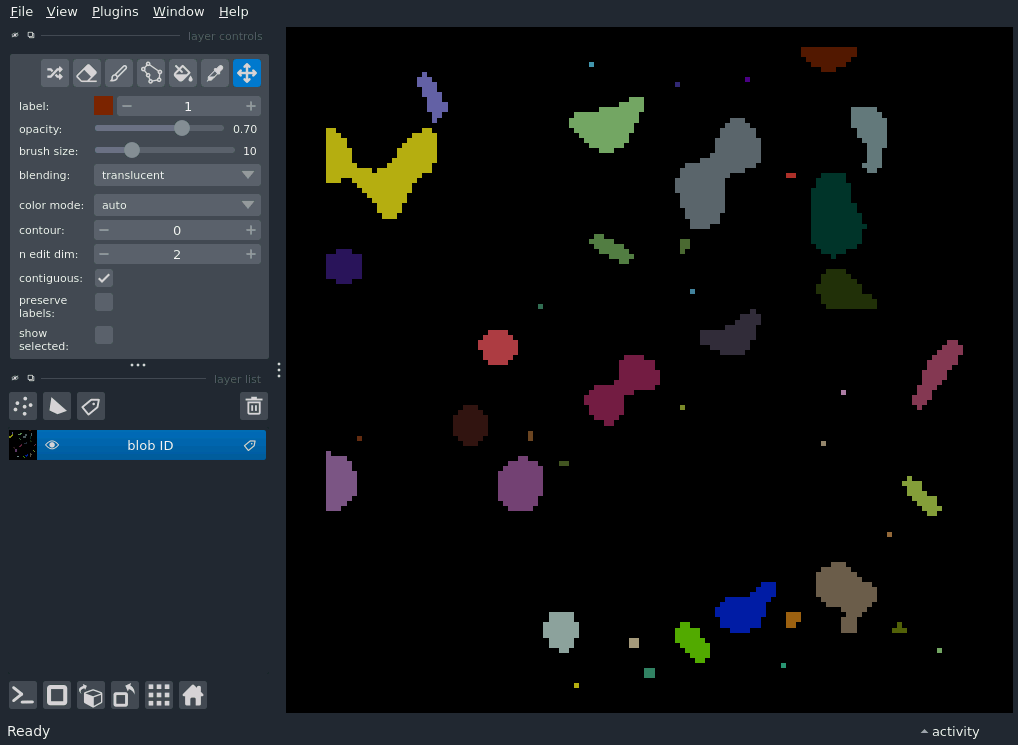 File View Plugins Window Help
layer controls
label: 1
opacity: 0.70
brush size: 10
blending: translucent
color mode: auto
contour: 0
n edit dim: 2
contiguous:
preserve
labels:
show
selected:
layer list
blob ID
Ready
activity